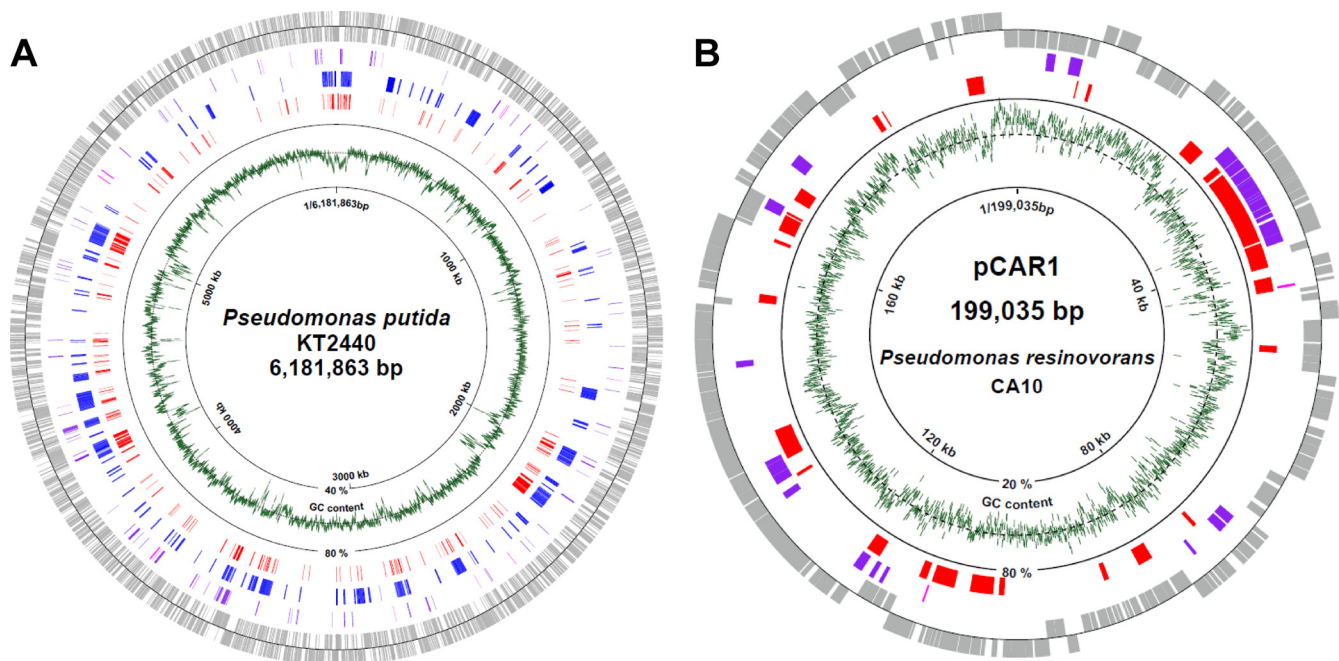 A
1/6,181,863bp
1000 kb
2000 kb
3000 kb
4000 kb
5000 kb
Pseudomonas putida
KT2440
6,181,863 bp
40 %
GC content
80 %
B
1/199,035bp
40 kb
80 kb
120 kb
160 kb
pCAR1
199,035 bp
Pseudomonas resinovorans
CA10
20 %
GC content
80 %